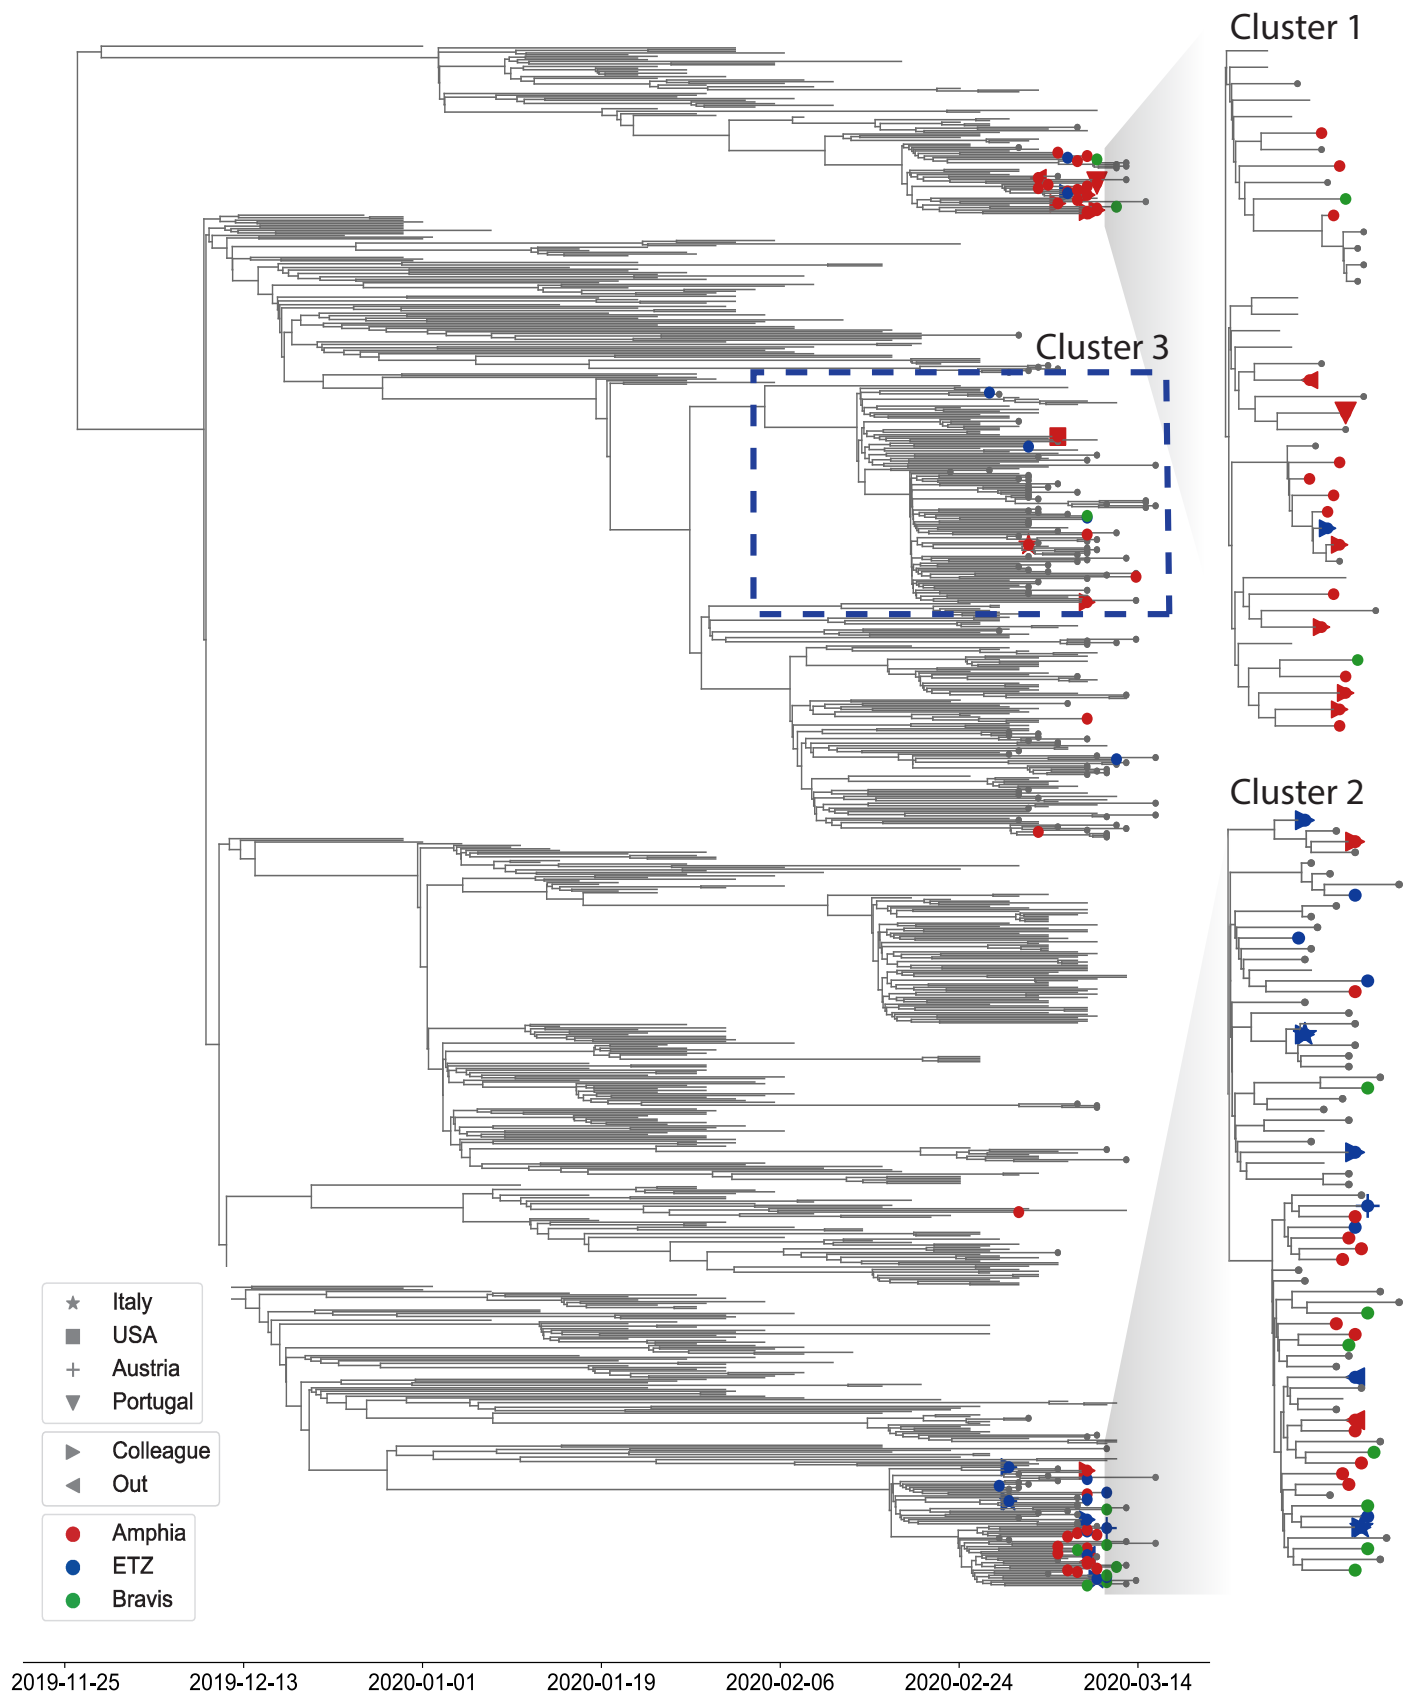 Cluster 1
Cluster 3
Cluster 2
Italy
USA
Austria
Portugal
Colleague
Out
Amphia
ETZ
Bravis
2019-11-25 2019-12-13 2020-01-01 2020-01-19 2020-02-06 2020-02-24 2020-03-14